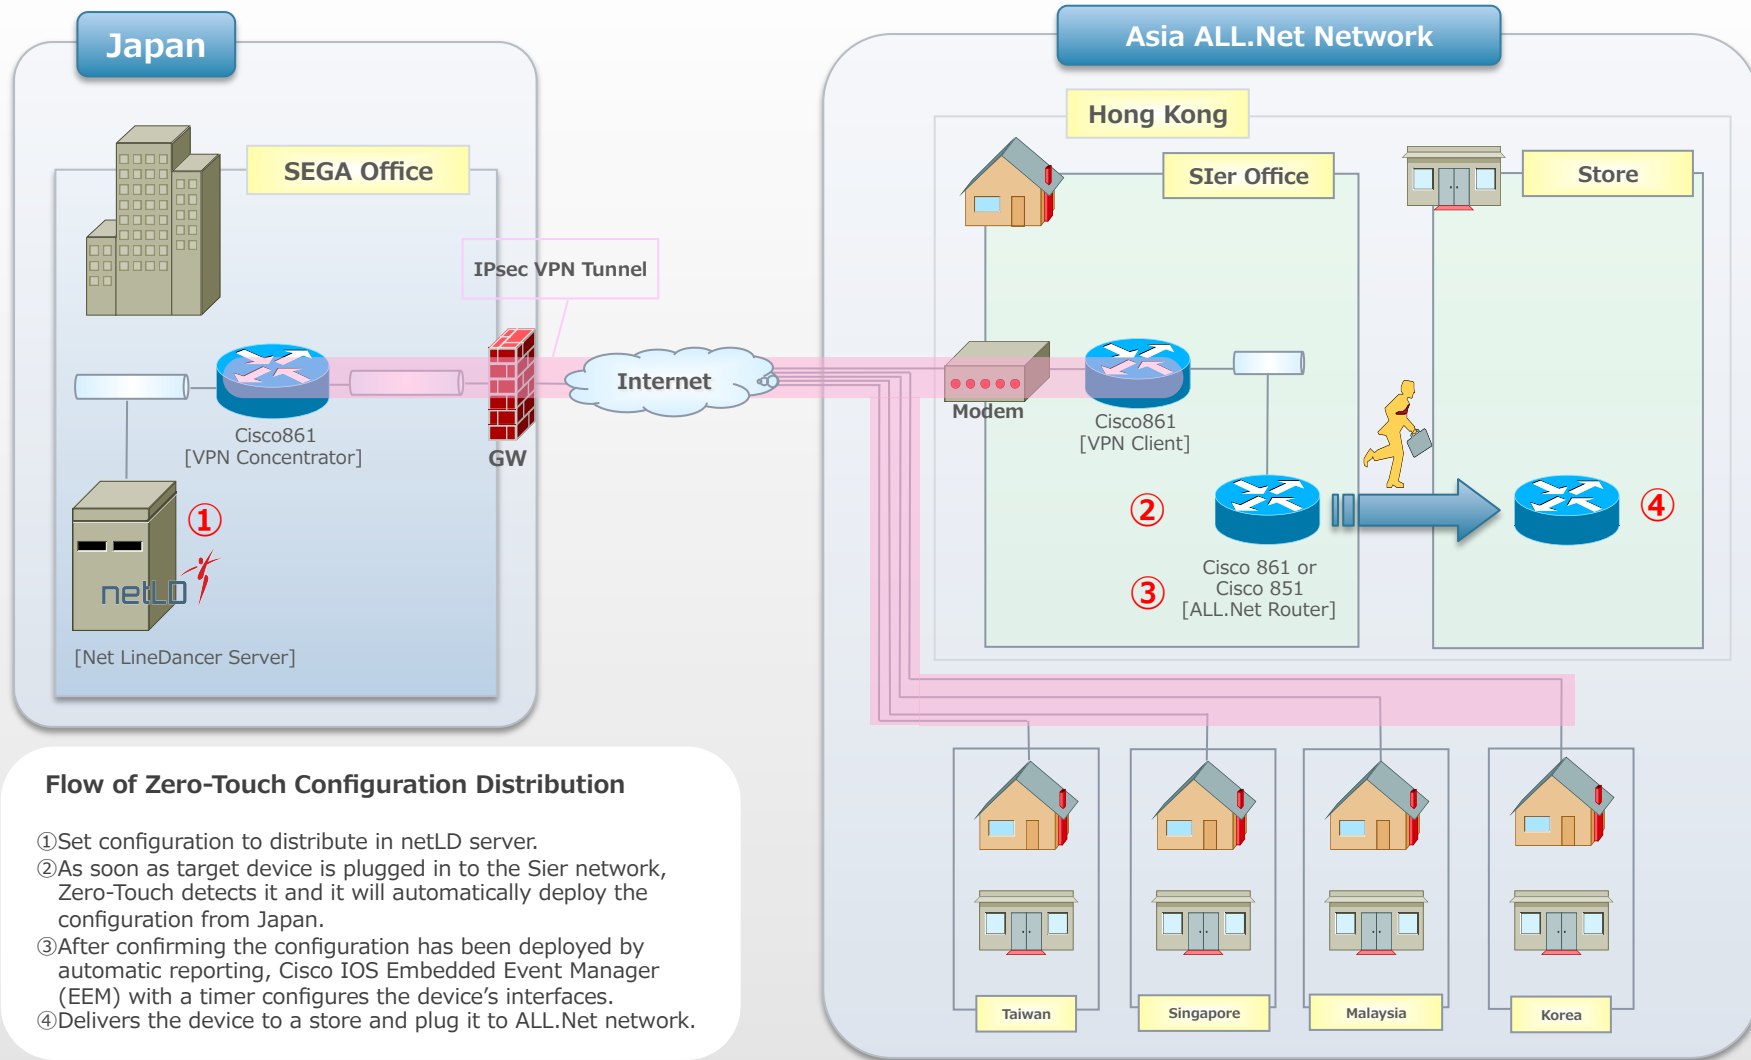 Japan
SEGA Office
IPsec VPN Tunnel
Cisco861
[VPN Concentrator]
GW
①
netLD
[Net LineDancer Server]
Internet
Asia ALL.Net Network
Hong Kong
SIer Office
Store
Modem
Cisco861
[VPN Client]
②
③
Cisco 861 or
Cisco 851
[ALL.Net Router]
④
Taiwan
Singapore
Malaysia
Korea
Flow of Zero-Touch Configuration Distribution
①Set configuration to distribute in netLD server.
②As soon as target device is plugged in to the Sier network,
Zero-Touch detects it and it will automatically deploy the
configuration from Japan.
③After confirming the configuration has been deployed by
automatic reporting, Cisco IOS Embedded Event Manager
(EEM) with a timer configures the device’s interfaces.
④Delivers the device to a store and plug it to ALL.Net network.